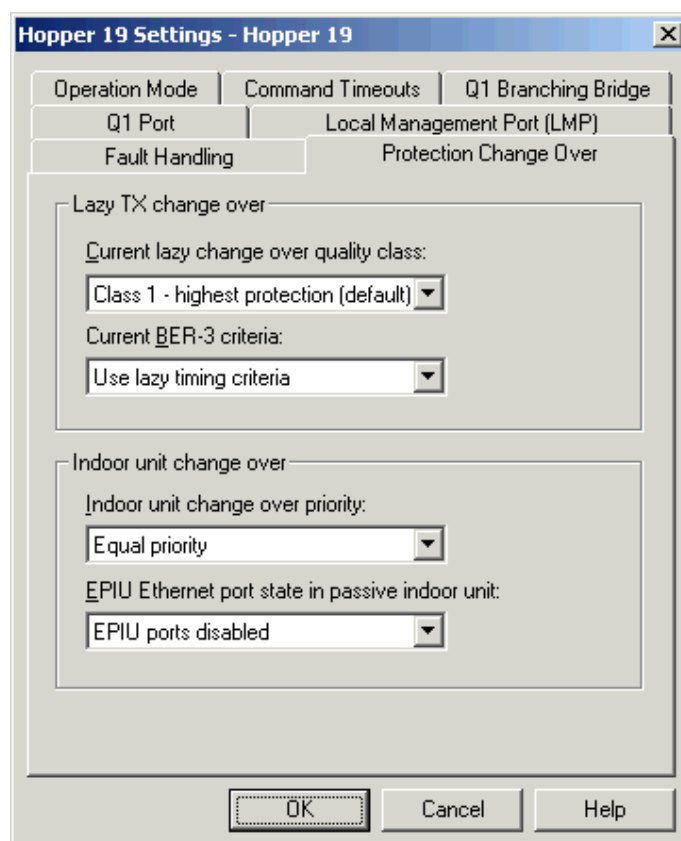 Hopper 19 Settings - Hopper 19
Operation Mode Command Timeouts Q1 Branching Bridge
Q1 Port Local Management Port (LMP)
Fault Handling Protection Change Over
Lazy TX change over
Current lazy change over quality class:
Class 1 - highest protection (default)
Current BER-3 criteria:
Use lazy timing criteria
Indoor unit change over
Indoor unit change over priority:
Equal priority
EPIU Ethernet port state in passive indoor unit:
EPIU ports disabled
OK Cancel Help